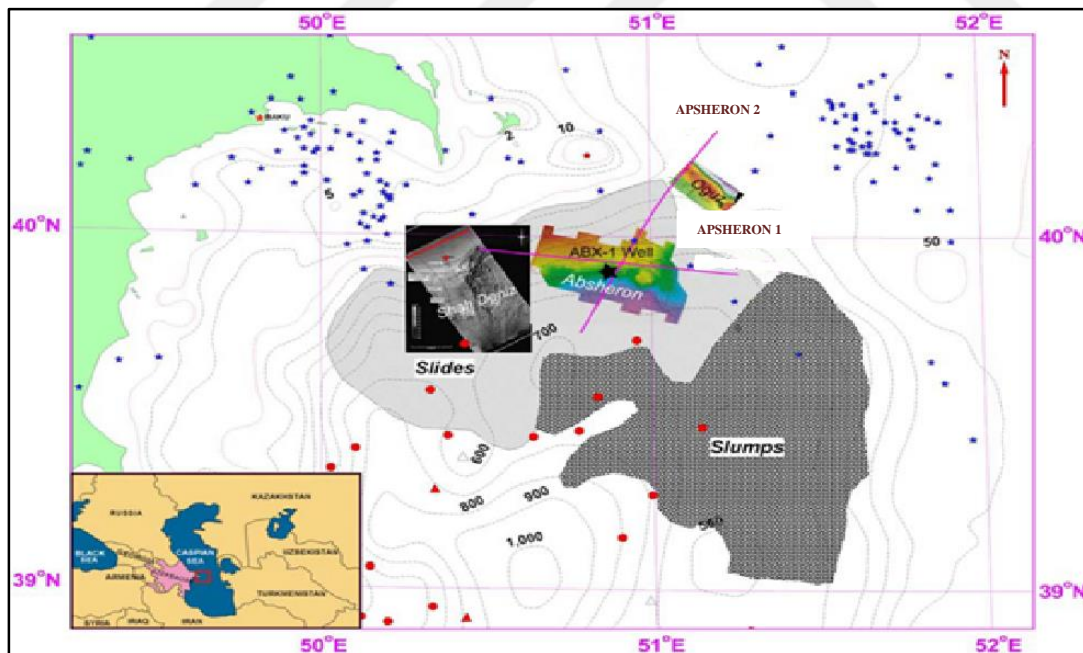 50°E
51°E
52°E
N
BAKU
APSHERON 2
2
10
5
Oguz
40°N
APSHERON 1
40°N
50
ABX-1 Well
Absheron
Shah Deniz
700
Slides
Slumps
600
800
900
1,000
560
KAZAKHSTAN
RUSSIA
BLACK
SEA
CASPIAN
SEA
UZBEKISTAN
ARMENIA
TURKMENISTAN
SYRIA
IRAQ
IRAN
39°N
39°N
50°E
51°E
52°E